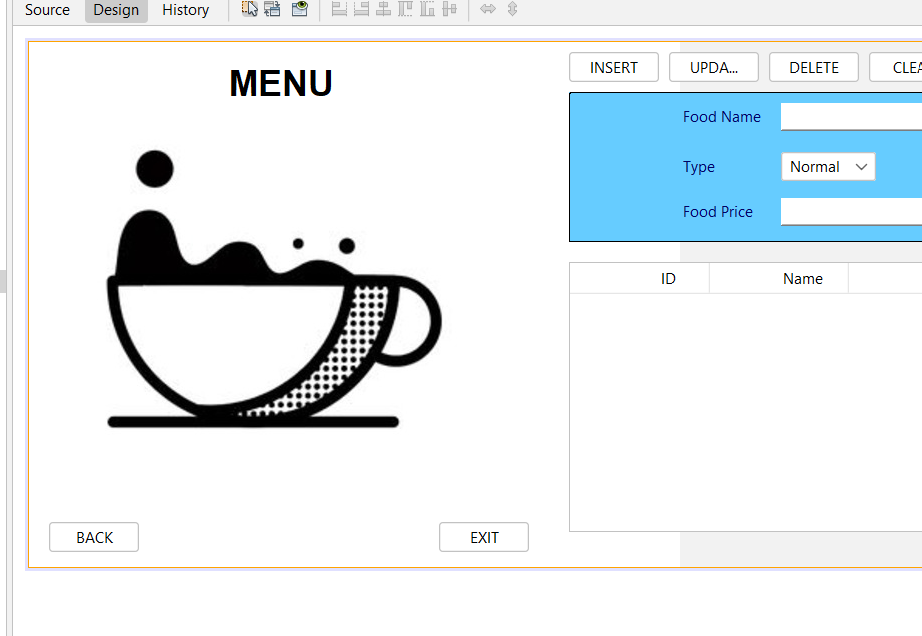 Source Design History
MENU
INSERT UPDA... DELETE CLEA
Food Name
Type Normal
Food Price
ID Name
BACK EXIT